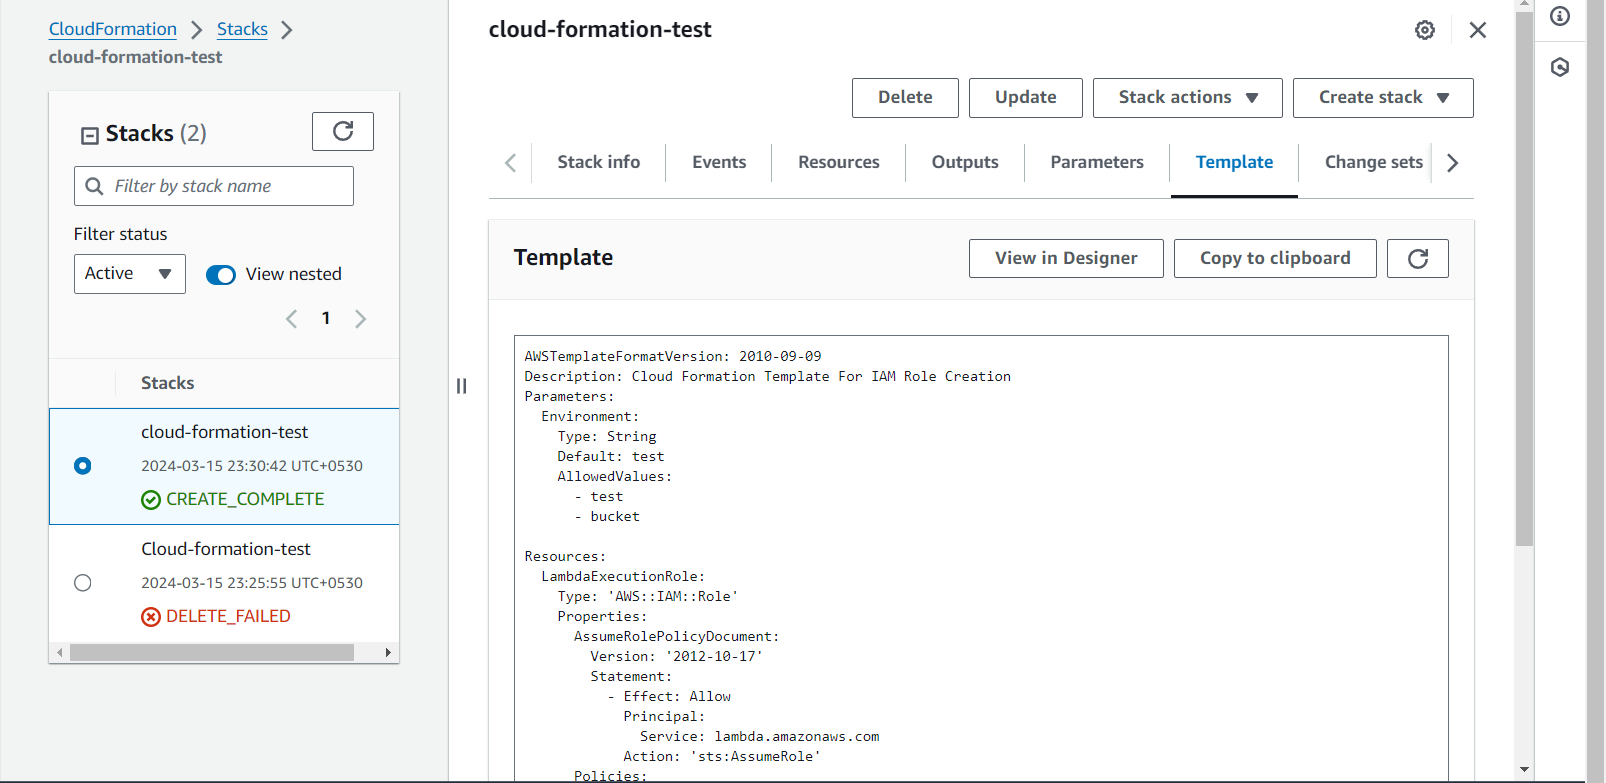 CloudFormation > Stacks >
cloud-formation-test
Stacks (2)
Filter by stack name
Filter status
Active
View nested
1
Stacks
cloud-formation-test
2024-03-15 23:30:42 UTC+0530
CREATE_COMPLETE
Cloud-formation-test
2024-03-15 23:25:55 UTC+0530
DELETE_FAILED
cloud-formation-test
Delete Update Stack actions Create stack
Stack info Events Resources Outputs Parameters Template Change sets
Template
View in Designer Copy to clipboard
AWSTemplateFormatVersion: 2010-09-09
Description: Cloud Formation Template For IAM Role Creation
Parameters:
  Environment:
    Type: String
    Default: test
    AllowedValues:
      - test
      - bucket
Resources:
  LambdaExecutionRole:
    Type: 'AWS::IAM::Role'
    Properties:
      AssumeRolePolicyDocument:
        Version: '2012-10-17'
        Statement:
          - Effect: Allow
            Principal:
              Service: lambda.amazonaws.com
            Action: 'sts:AssumeRole'
      Policies: